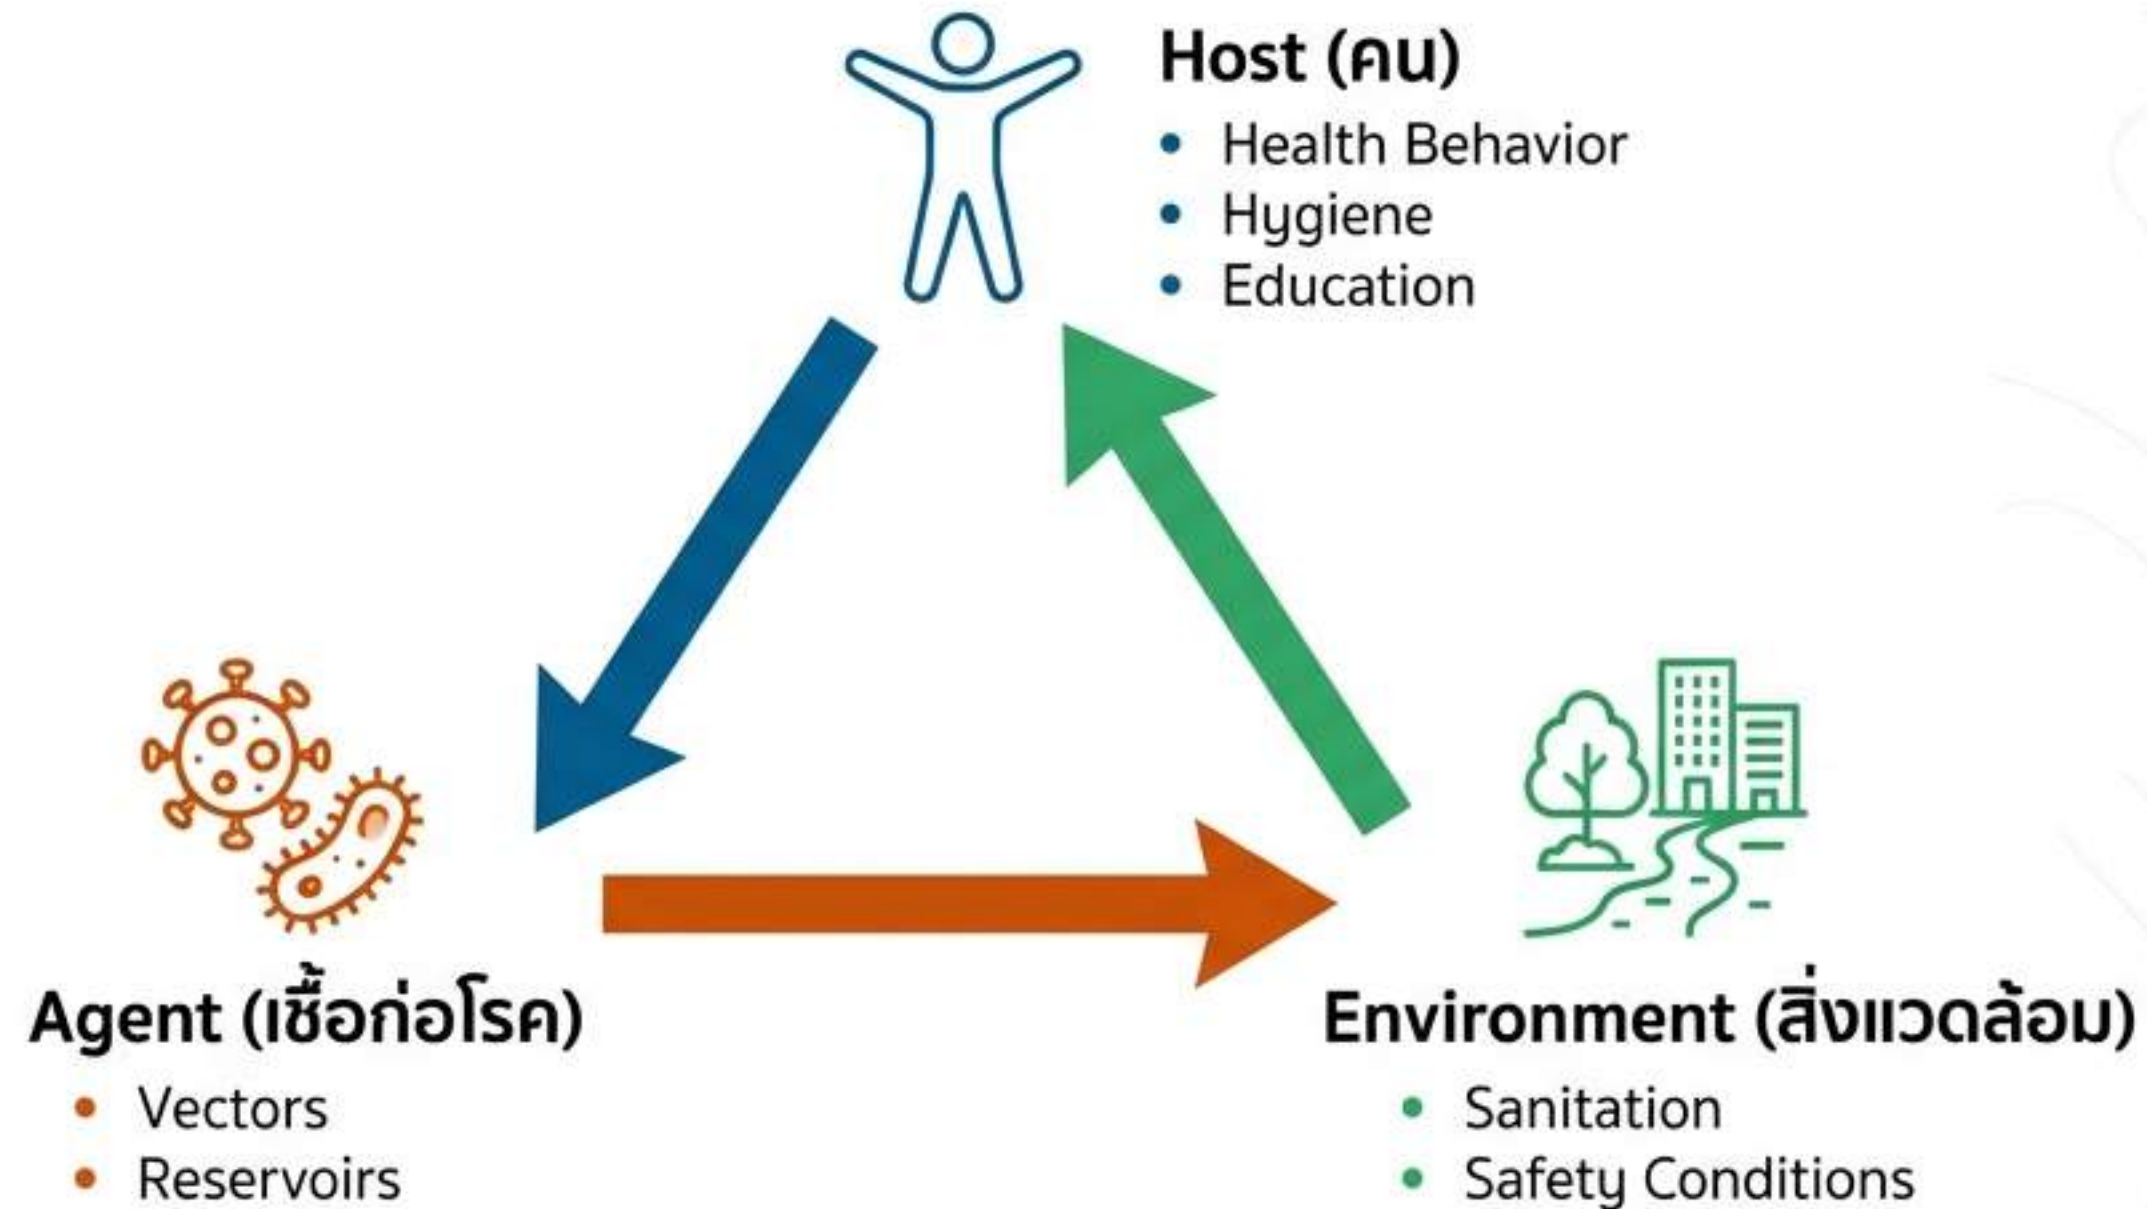 Host (คน)
• Health Behavior
• Hygiene
• Education
Agent (เชื้อก่อโรค)
• Vectors
• Reservoirs
Environment (สิ่งแวดล้อม)
• Sanitation
• Safety Conditions